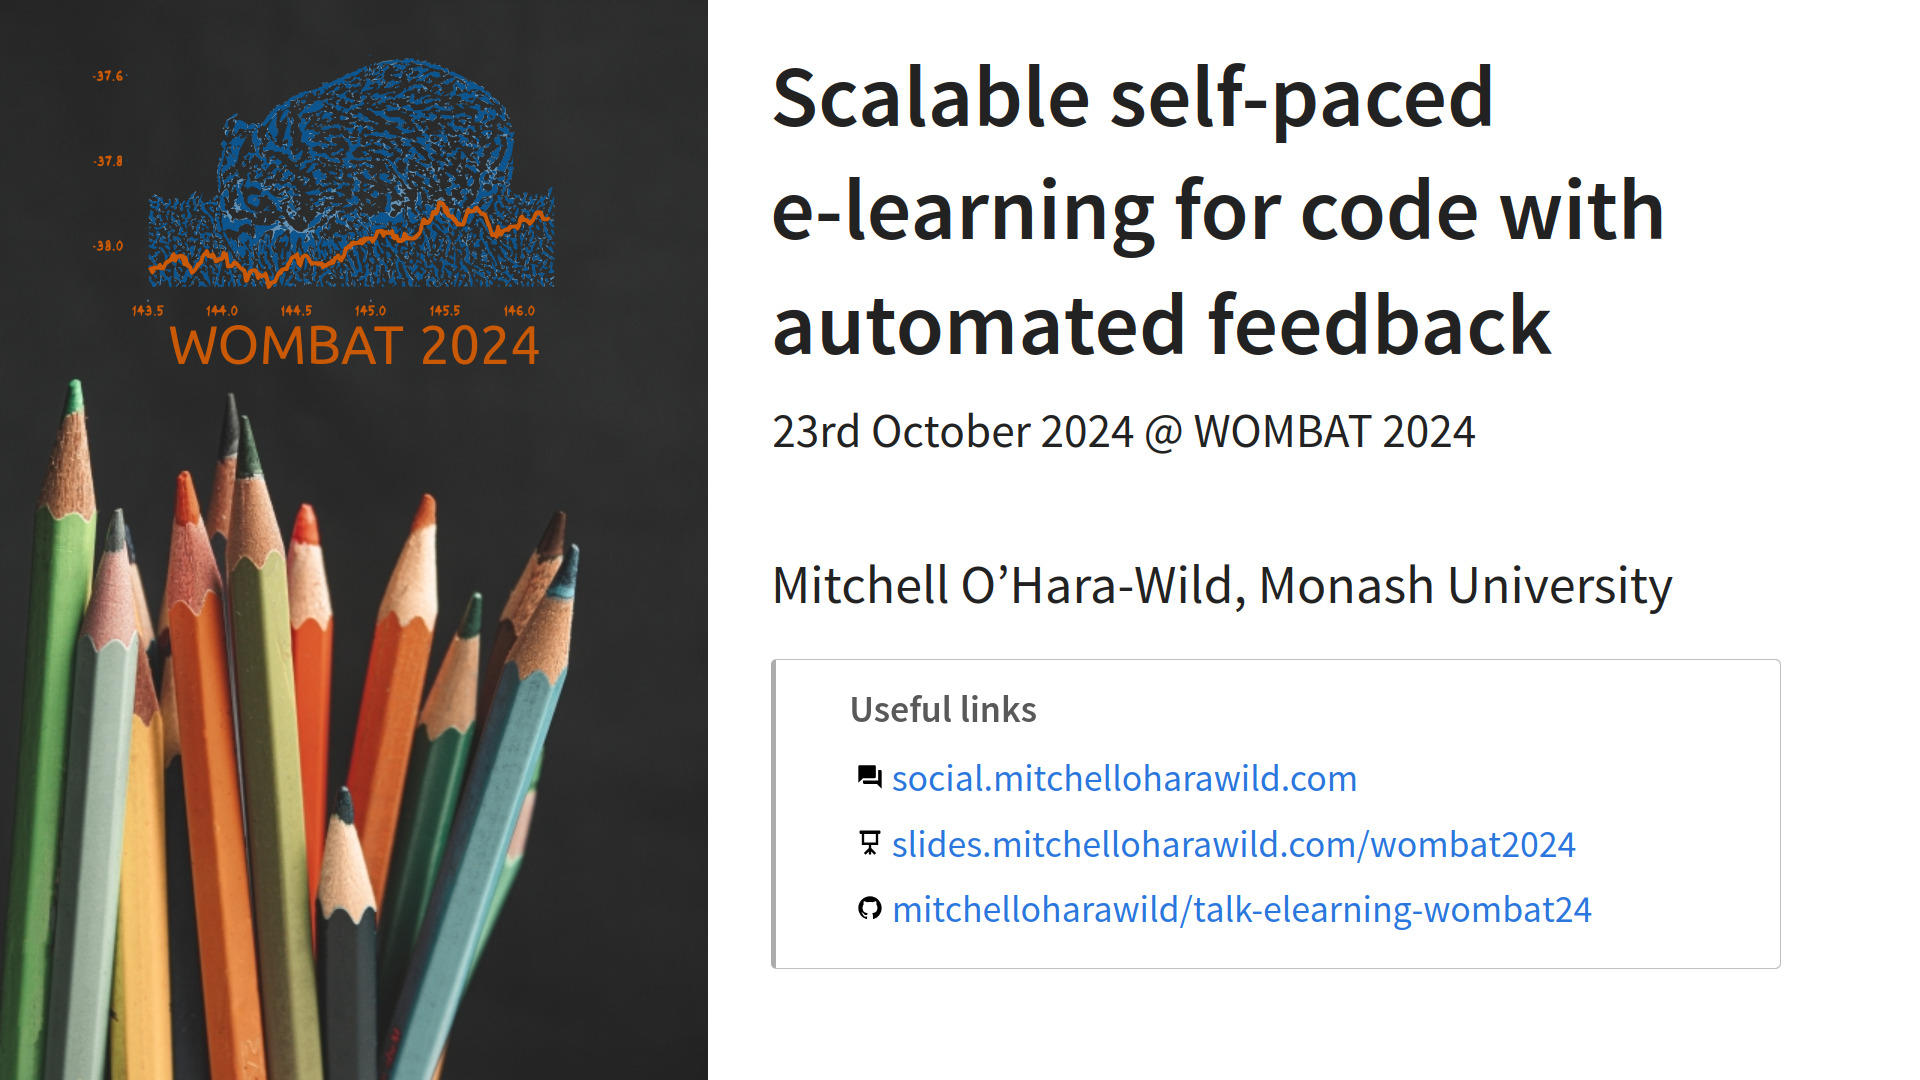 -37.6
-37.8
-38.0
143.5 144.0 144.5 145.0 145.5 146.0
WOMBAT 2024
Scalable self-paced
e-learning for code with
automated feedback
23rd October 2024 @ WOMBAT 2024
Mitchell O’Hara-Wild, Monash University
Useful links
social.mitchelloharawild.com
slides.mitchelloharawild.com/wombat2024
mitchelloharawild/talk-elearning-wombat24